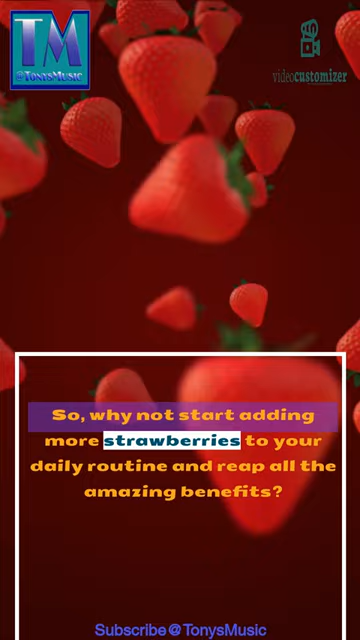 TM
@TonysMusic
videocustomizer
So, why not start adding
more strawberries to your
daily routine and reap all the
amazing benefits?
Subscribe@TonysMusic